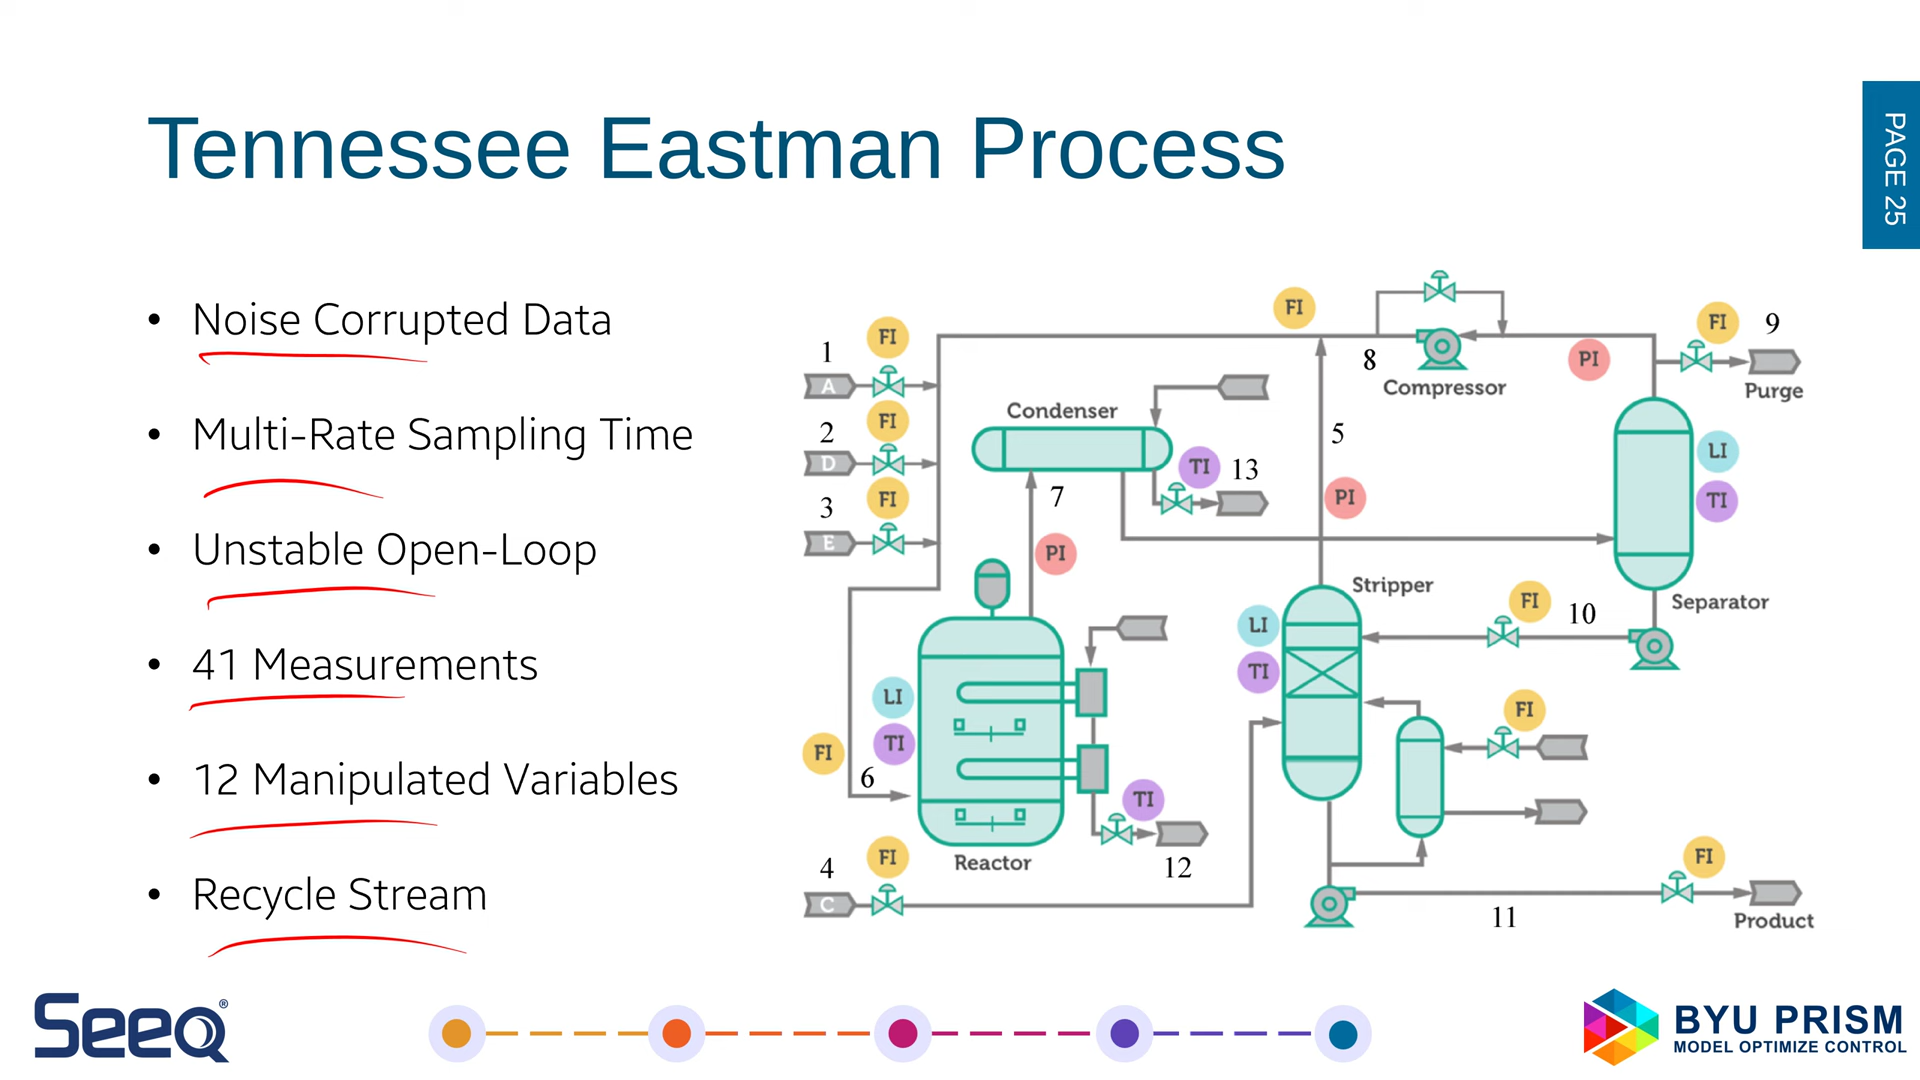 PAGE 25
Tennessee Eastman Process
• Noise Corrupted Data
• Multi-Rate Sampling Time
• Unstable Open-Loop
• 41 Measurements
• 12 Manipulated Variables
• Recycle Stream
FI
FI
FI
9
1
FI
8
PI
Compressor
Purge
A
Condenser
2
FI
5
LI
D
TI
13
3
FI
7
PI
TI
E
PI
Stripper
FI
10
Separator
LI
TI
LI
FI
TI
FI
6
TI
4
FI
Reactor
12
FI
C
11
Product
SeeQ®
BYU PRISM
MODEL OPTIMIZE CONTROL